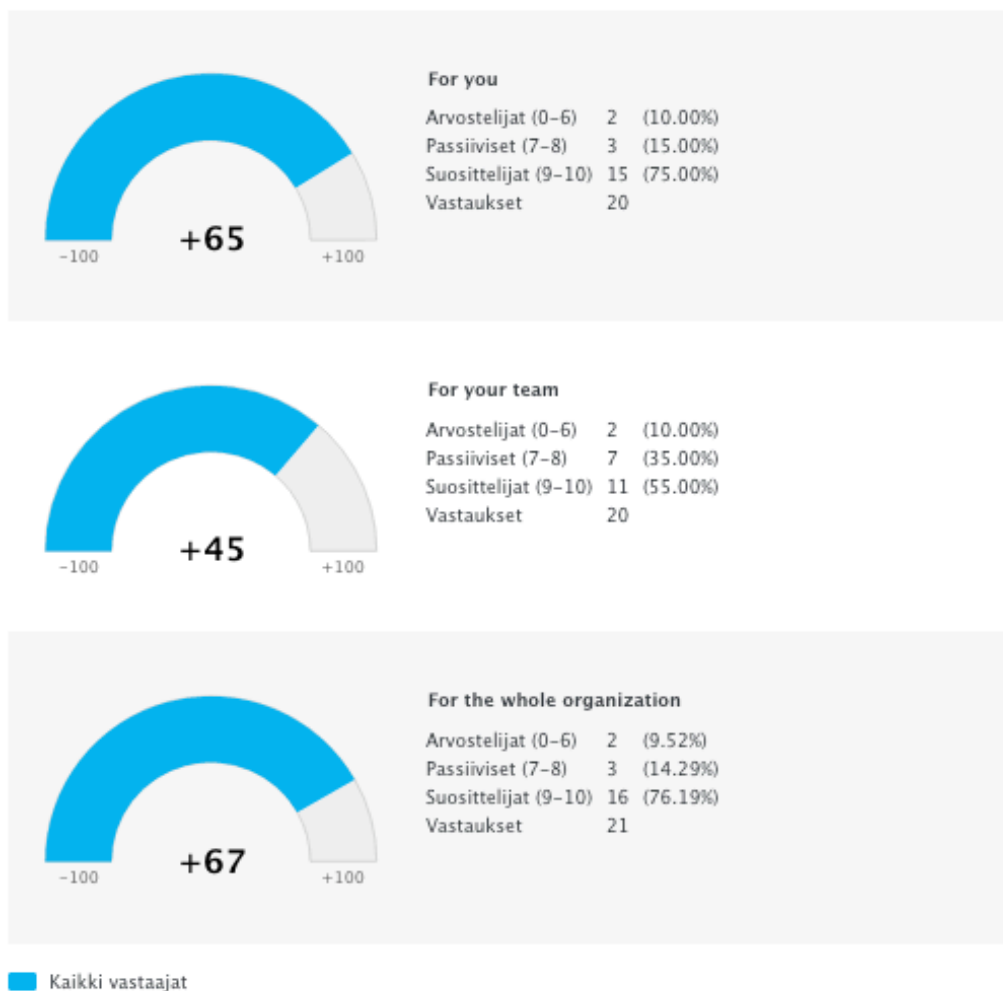 For you
Arvostelijat (0-6) 2 (10.00%)
Passiiviset (7-8) 3 (15.00%)
Suosittelijat (9-10) 15 (75.00%)
Vastaukset 20
+65
-100 +100
For your team
Arvostelijat (0-6) 2 (10.00%)
Passiiviset (7-8) 7 (35.00%)
Suosittelijat (9-10) 11 (55.00%)
Vastaukset 20
+45
-100 +100
For the whole organization
Arvostelijat (0-6) 2 (9.52%)
Passiiviset (7-8) 3 (14.29%)
Suosittelijat (9-10) 16 (76.19%)
Vastaukset 21
+67
-100 +100
Kaikki vastaajat